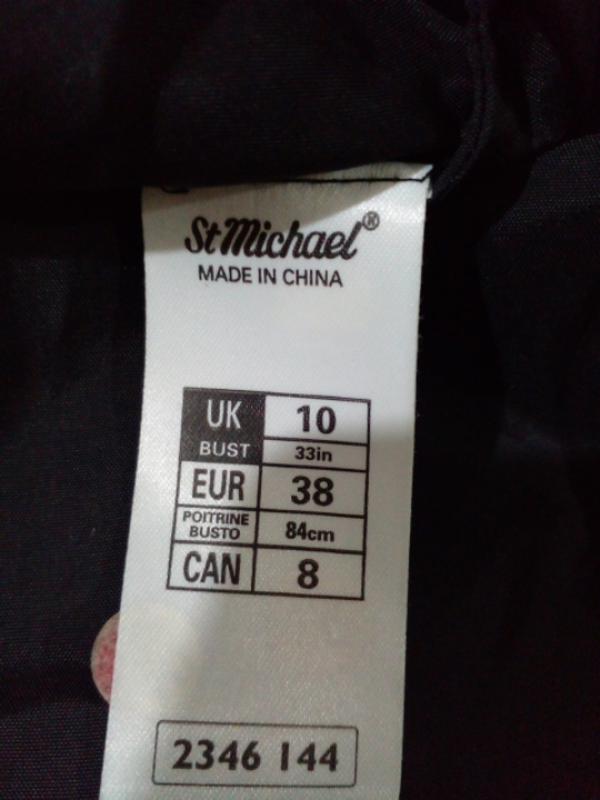 St Michael®
MADE IN CHINA
UK 10
BUST 33in
EUR 38
POITRINE
BUSTO 84cm
CAN 8
2346 144